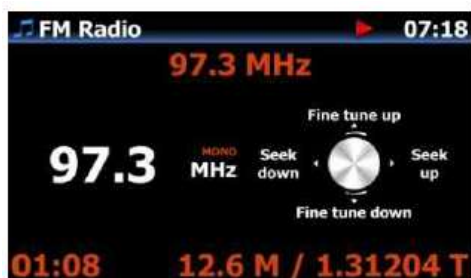 FM Radio 07:18
97.3 MHz
Fine tune up
97.3 MONO MHz Seek down Seek up
Fine tune down
01:08 12.6 M / 1.31204 T